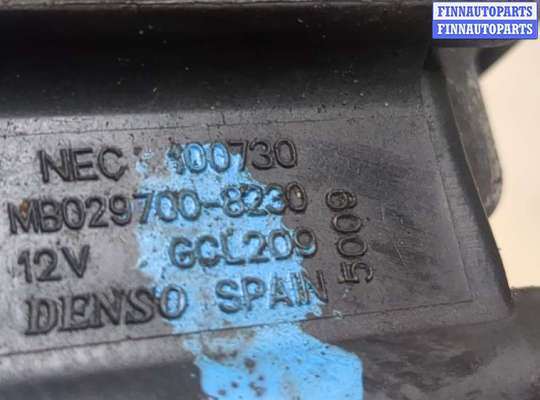 FINNAUTOPARTS
FINNAUTOPARTS
NEC 100730
MB029700-8230
12V GCL209
5009
DENSO SPAIN